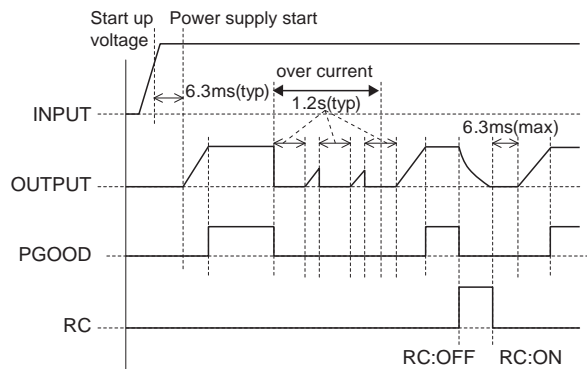 Start up
voltage
Power supply start
over current
6.3ms(typ)
1.2s(typ)
INPUT
6.3ms(max)
OUTPUT
PGOOD
RC
RC:OFF
RC:ON